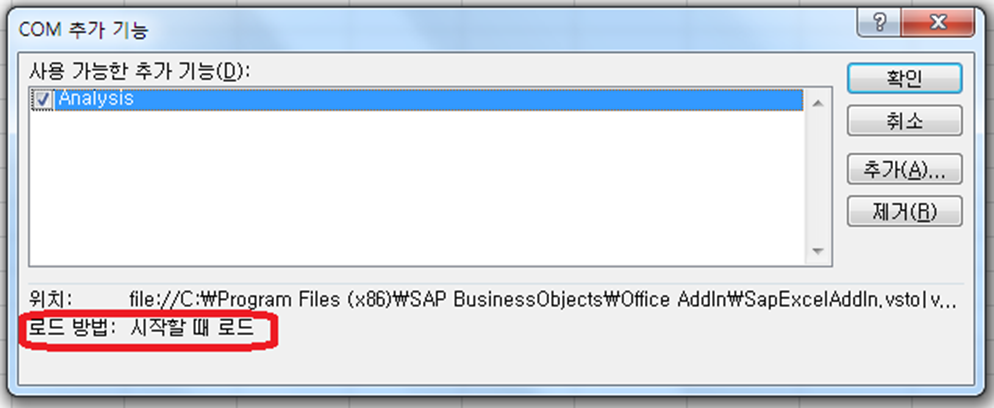 COM 추가 기능
사용 가능한 추가 기능(D):
Analysis
확인
취소
추가(A)...
제거(R)
위치: file://C:₩Program Files (x86)₩SAP BusinessObjects₩Office AddIn₩SapExcelAddIn.vsto|v...
로드 방법: 시작할 때 로드